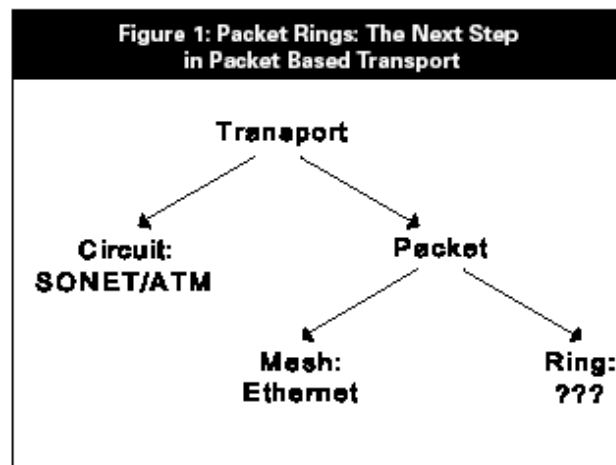 Figure 1: Packet Rings: The Next Step
in Packet Based Transport
Transport
Circuit:
SONET/ATM
Packet
Mesh:
Ethernet
Ring:
???